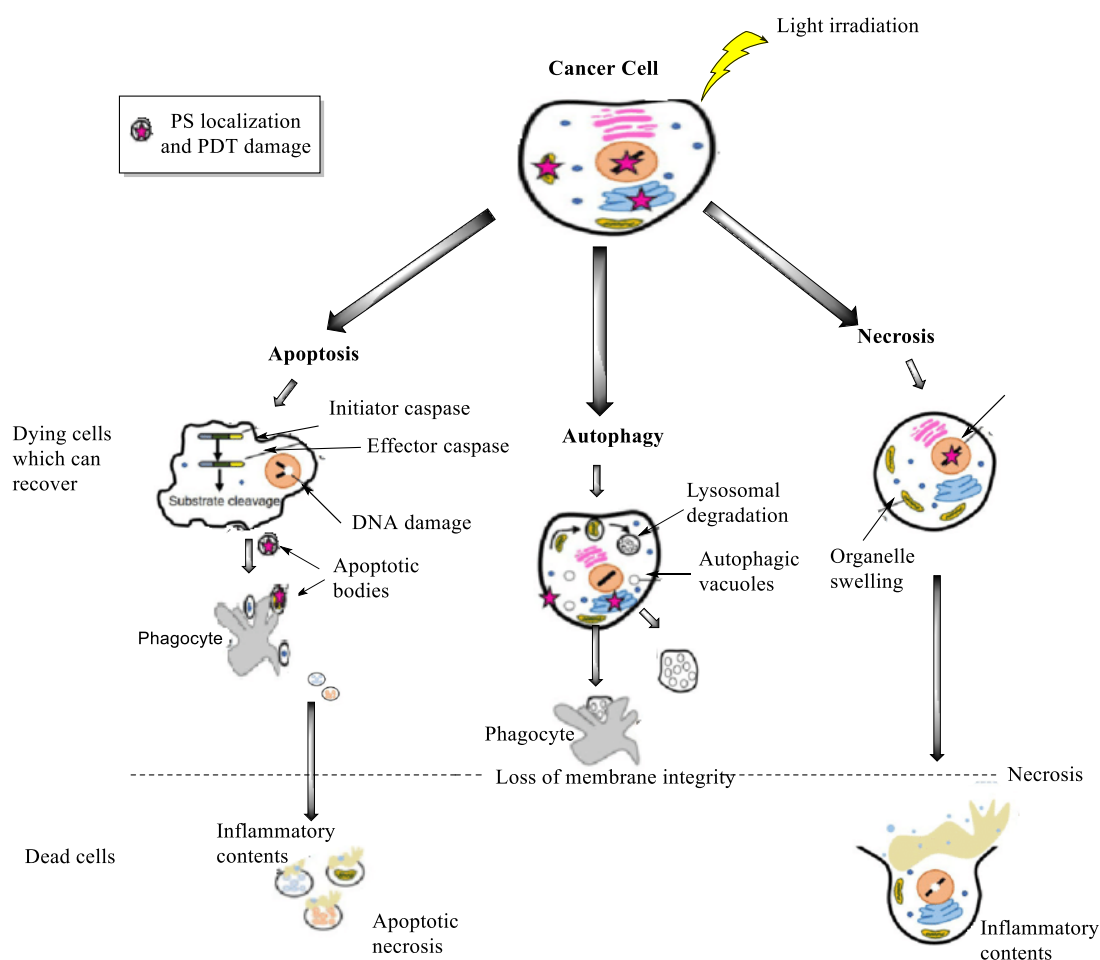 Light irradiation
Cancer Cell
PS localization
and PDT damage
Apoptosis
Necrosis
Initiator caspase
Effector caspase
Autophagy
Dying cells
which can
recover
Substrate cleavage
DNA damage
Lysosomal
degradation
Apoptotic
bodies
Autophagic
vacuoles
Organelle
swelling
Phagocyte
Phagocyte
Loss of membrane integrity
Necrosis
Inflammatory
contents
Dead cells
Apoptotic
necrosis
Inflammatory
contents